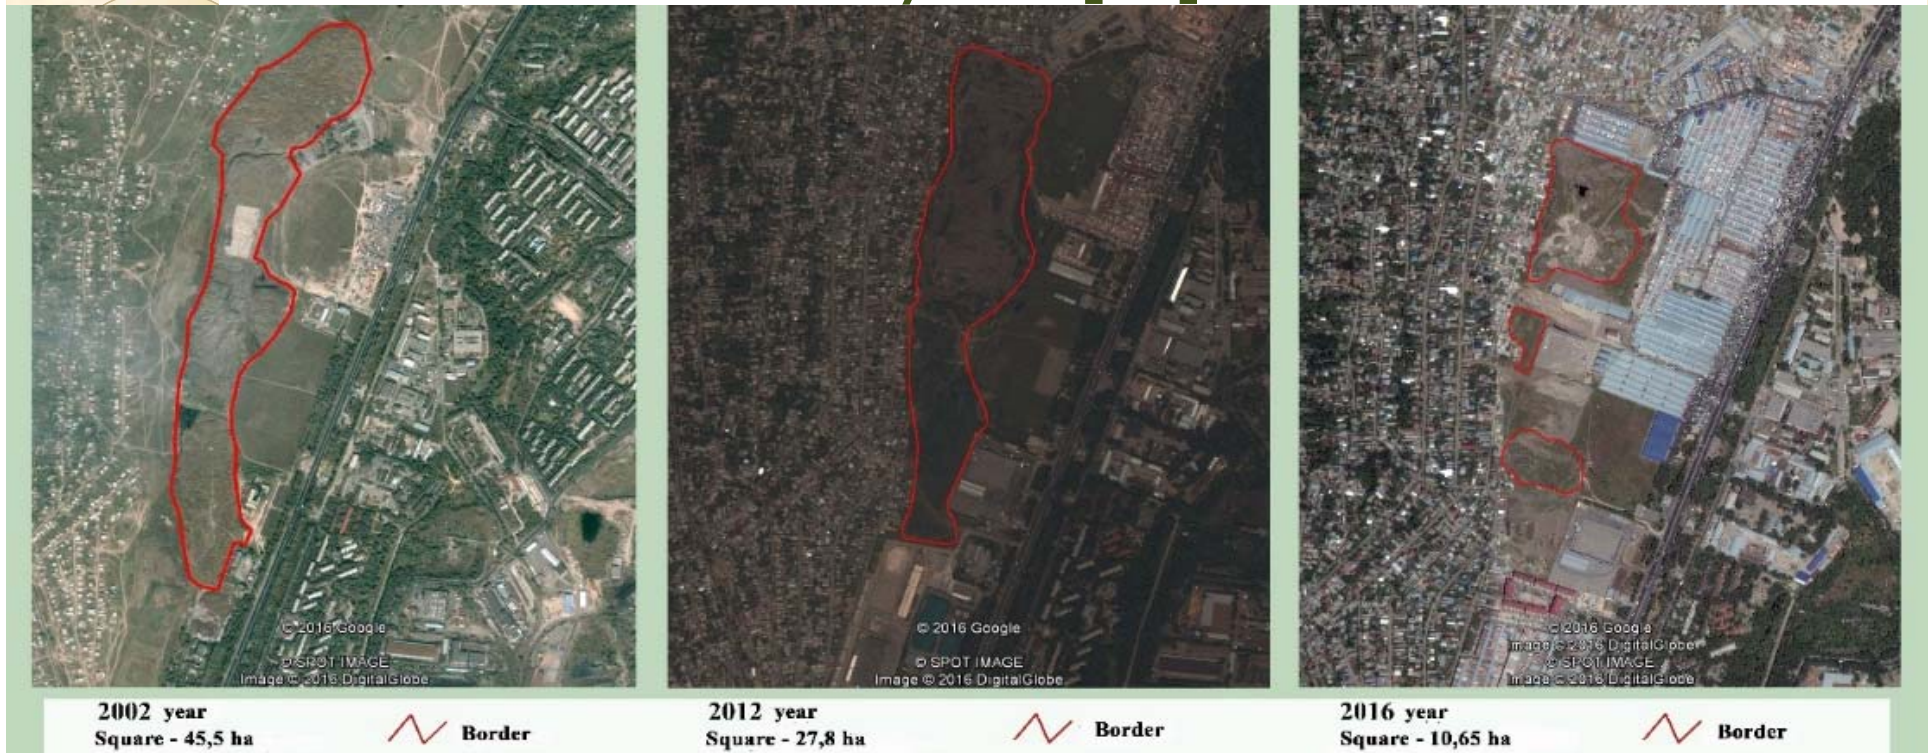 © 2016 Google
© SPOT IMAGE
Image © 2016 DigitalGlobe
© 2016 Google
© SPOT IMAGE
Image © 2016 DigitalGlobe
© 2016 Google
Image © 2016 DigitalGlobe
© SPOT IMAGE
Image © 2016 DigitalGlobe
2002 year
Square - 45,5 ha
Border
2012 year
Square - 27,8 ha
Border
2016 year
Square - 10,65 ha
Border